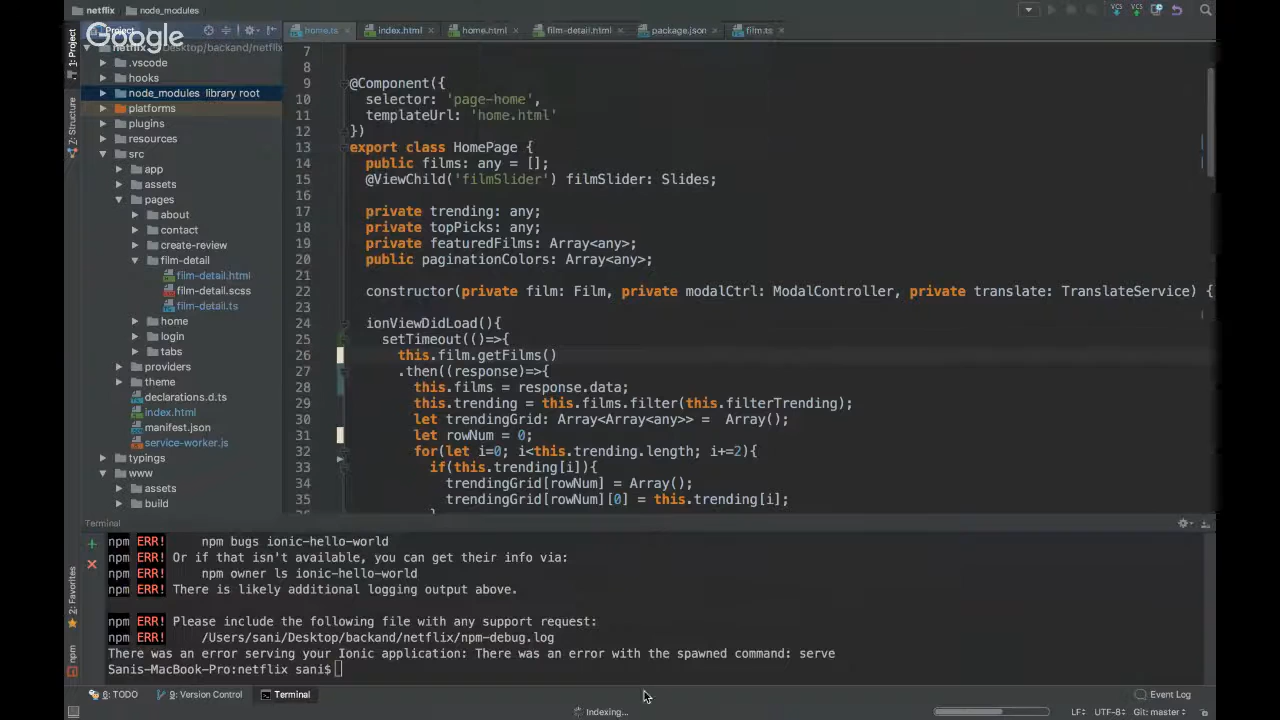 netflix node_modules
Google
1: Project
Project
home.ts index.html home.html film-detail.html package.json film.ts
netflix ~/Desktop/backand/netflix
.vscode
hooks
node_modules library root
platforms
plugins
resources
src
app
assets
pages
about
contact
create-review
film-detail
film-detail.html
film-detail.scss
film-detail.ts
home
login
tabs
providers
theme
declarations.d.ts
index.html
manifest.json
service-worker.js
typings
www
assets
build
7: Structure
7
8
9 @Component({
10 selector: 'page-home',
11 templateUrl: 'home.html'
12 })
13 export class HomePage {
14 public films: any = [];
15 @ViewChild('filmSlider') filmSlider: Slides;
16
17 private trending: any;
18 private topPicks: any;
19 private featuredFilms: Array<any>;
20 public paginationColors: Array<any>;
21
22 constructor(private film: Film, private modalCtrl: ModalController, private translate: TranslateService) {
23
24 ionViewDidLoad(){
25 setTimeout(()=>{
26 this.film.getFilms()
27 .then((response)=>{
28 this.films = response.data;
29 this.trending = this.films.filter(this.filterTrending);
30 let trendingGrid: Array<Array<any>> = Array();
31 let rowNum = 0;
32 for(let i=0; i<this.trending.length; i+=2){
33 if(this.trending[i]){
34 trendingGrid[rowNum] = Array();
35 trendingGrid[rowNum][0] = this.trending[i];
36 }
Terminal
npm ERR! npm bugs ionic-hello-world
npm ERR! Or if that isn't available, you can get their info via:
npm ERR! npm owner ls ionic-hello-world
npm ERR! There is likely additional logging output above.
npm ERR! Please include the following file with any support request:
npm ERR! /Users/sani/Desktop/backand/netflix/npm-debug.log
There was an error serving your Ionic application: There was an error with the spawned command: serve
Sanis-MacBook-Pro:netflix sani$
2: Favorites
npm
6: TODO 9: Version Control Terminal Event Log
Indexing... LF÷ UTF-8÷ Git: master÷